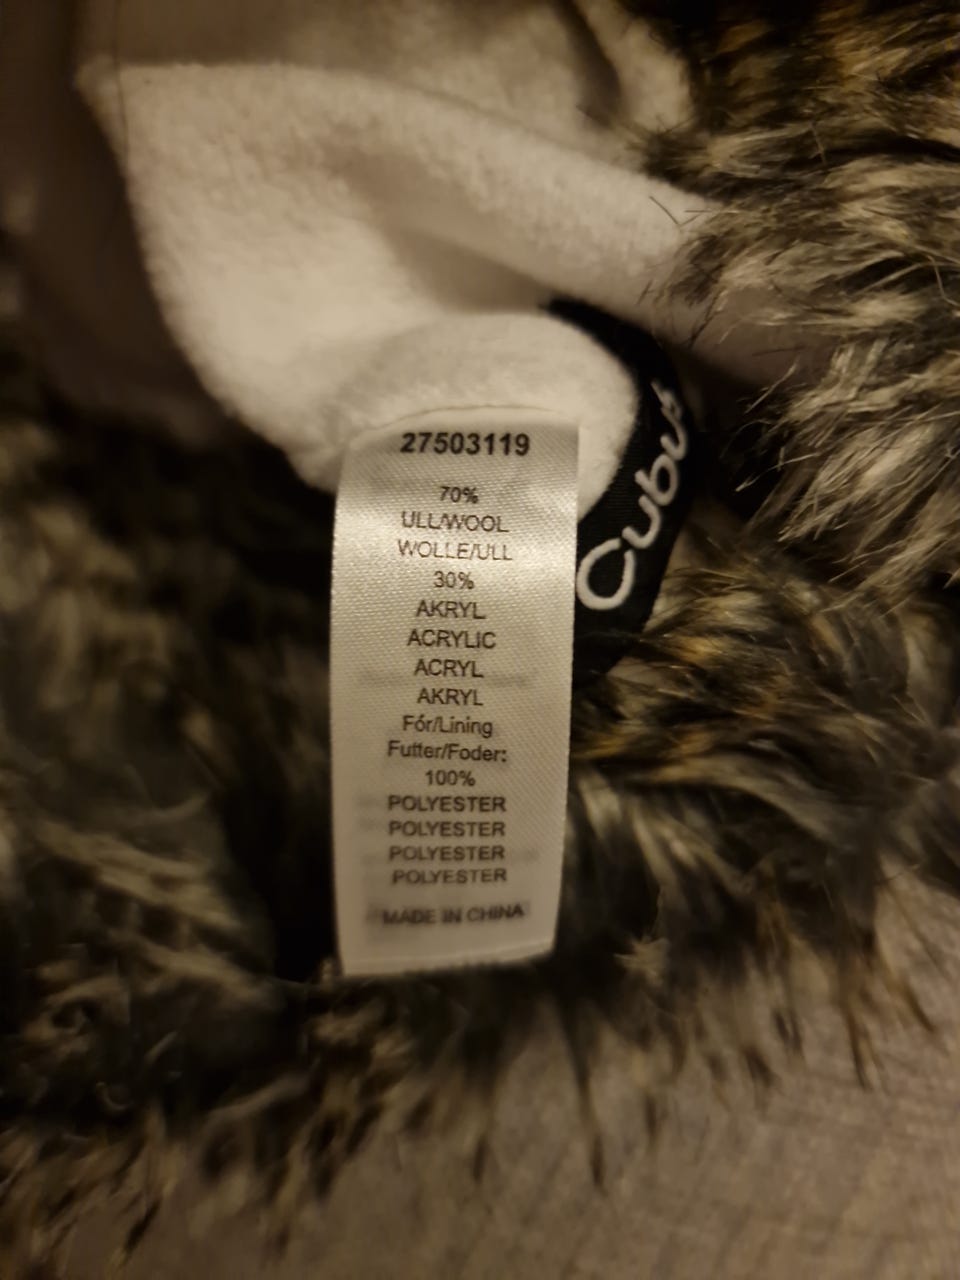 27503119
70%
ULL/WOOL
WOLLE/ULL
30%
AKRYL
ACRYLIC
ACRYL
AKRYL
Fór/Lining
Futter/Foder:
100%
POLYESTER
POLYESTER
POLYESTER
POLYESTER
MADE IN CHINA
Cubus